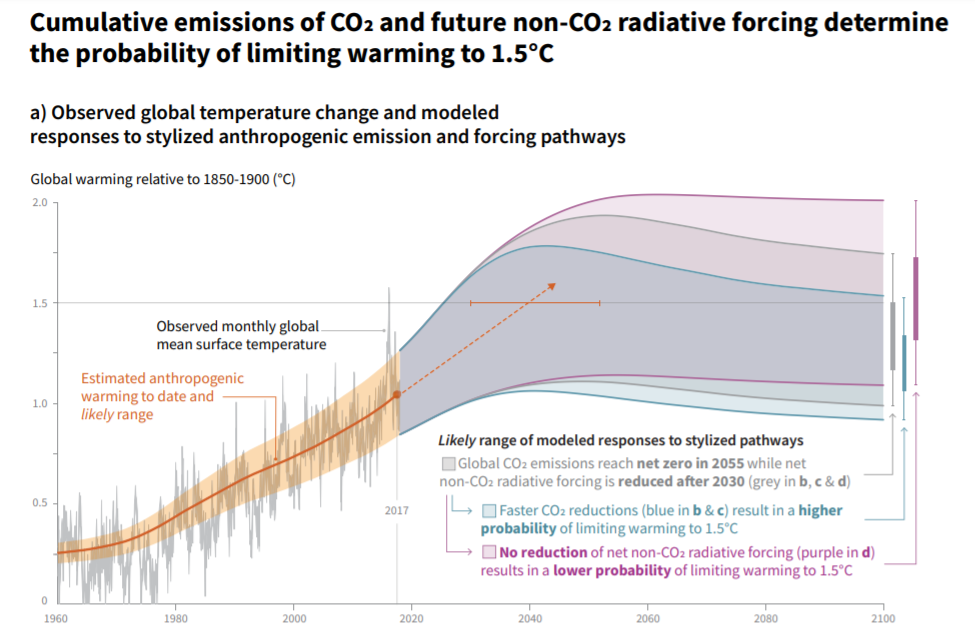 Cumulative emissions of CO₂ and future non-CO₂ radiative forcing determine
the probability of limiting warming to 1.5°C
a) Observed global temperature change and modeled
responses to stylized anthropogenic emission and forcing pathways
Global warming relative to 1850-1900 (°C)
2.0
1.5
Observed monthly global
mean surface temperature
Estimated anthropogenic
warming to date and
likely range
1.0
Likely range of modeled responses to stylized pathways
Global CO₂ emissions reach net zero in 2055 while net
non-CO₂ radiative forcing is reduced after 2030 (grey in b, c & d)
0.5
2017
Faster CO₂ reductions (blue in b & c) result in a higher
probability of limiting warming to 1.5°C
No reduction of net non-CO₂ radiative forcing (purple in d)
results in a lower probability of limiting warming to 1.5°C
0
1960
1980
2000
2020
2040
2060
2080
2100